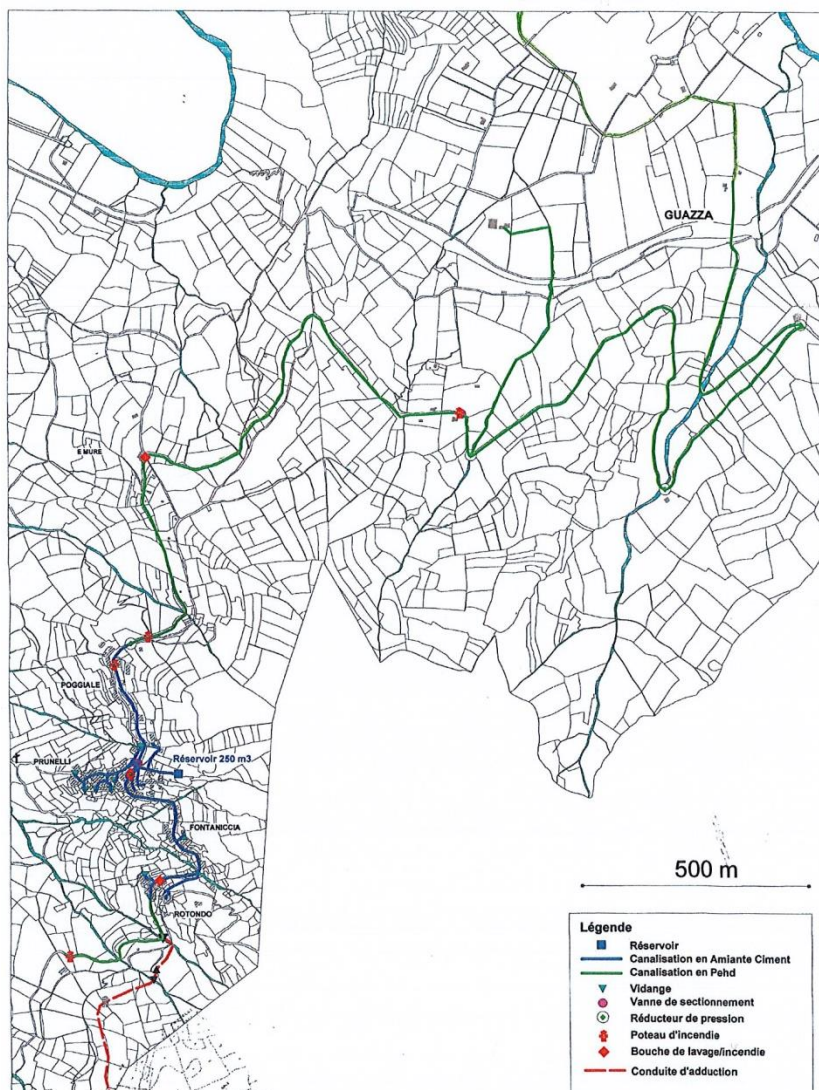 GUAZZA
E MURE
POGGIALE
PRUNELLI
Réservoir 250 m3
FONTANICCIA
ROTONDO
500 m
Légende
Réservoir
Canalisation en Amiante Ciment
Canalisation en Pehd
Vidange
Vanne de sectionnement
Réducteur de pression
Poteau d'incendie
Bouche de lavage/incendie
Conduite d'adduction